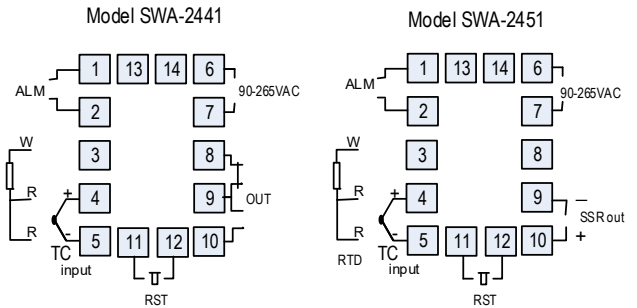 Model SWA-2441
1 13 14 6
ALM
90-265VAC
2 7
W
3 8
R
+
4 9
OUT
R
-
5 11 12 10
TC
input
RST
Model SWA-2451
1 13 14 6
ALM
90-265VAC
2 7
W
3 8
R
+
4 9
—
SSR out
R
-
5 11 12 10
+
RTD
TC
input
RST